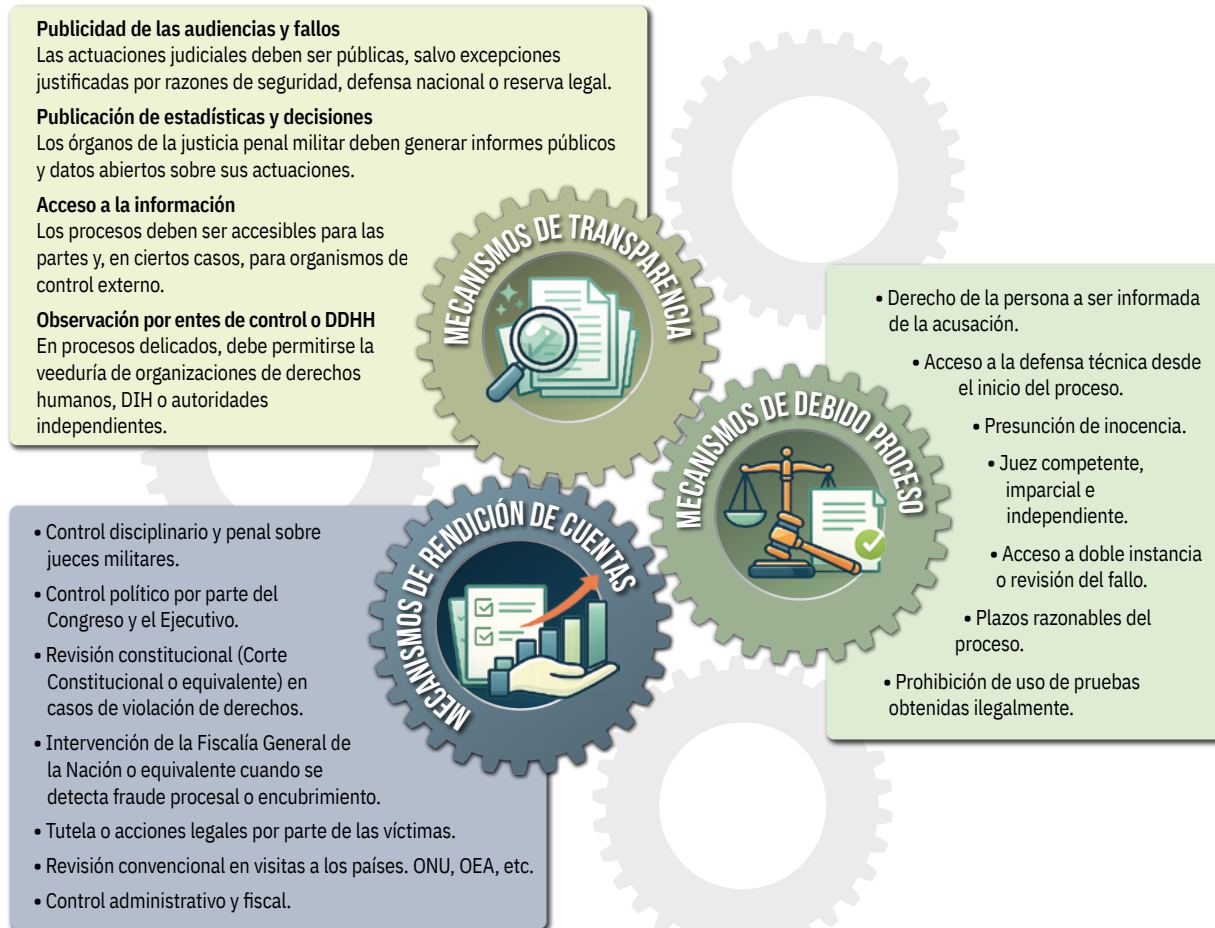 Publicidad de las audiencias y fallos
Las actuaciones judiciales deben ser públicas, salvo excepciones
justificadas por razones de seguridad, defensa nacional o reserva legal.
Publicación de estadísticas y decisiones
Los órganos de la justicia penal militar deben generar informes públicos
y datos abiertos sobre sus actuaciones.
Acceso a la información
Los procesos deben ser accesibles para las
partes y, en ciertos casos, para organismos de
control externo.
Observación por entes de control o DDHH
En procesos delicados, debe permitirse la
veeduría de organizaciones de derechos
humanos, DIH o autoridades
independientes.
MECANISMOS DE TRANSPARENCIA
MECANISMOS DE DEBIDO PROCESO
• Derecho de la persona a ser informada
de la acusación.
• Acceso a la defensa técnica desde
el inicio del proceso.
• Presunción de inocencia.
• Juez competente,
imparcial e
independiente.
• Acceso a doble instancia
o revisión del fallo.
• Plazos razonables del
proceso.
• Prohibición de uso de pruebas
obtenidas ilegalmente.
MECANISMOS DE RENDICIÓN DE CUENTAS
• Control disciplinario y penal sobre
jueces militares.
• Control político por parte del
Congreso y el Ejecutivo.
• Revisión constitucional (Corte
Constitucional o equivalente) en
casos de violación de derechos.
• Intervención de la Fiscalía General de
la Nación o equivalente cuando se
detecta fraude procesal o encubrimiento.
• Tutela o acciones legales por parte de las víctimas.
• Revisión convencional en visitas a los países. ONU, OEA, etc.
• Control administrativo y fiscal.